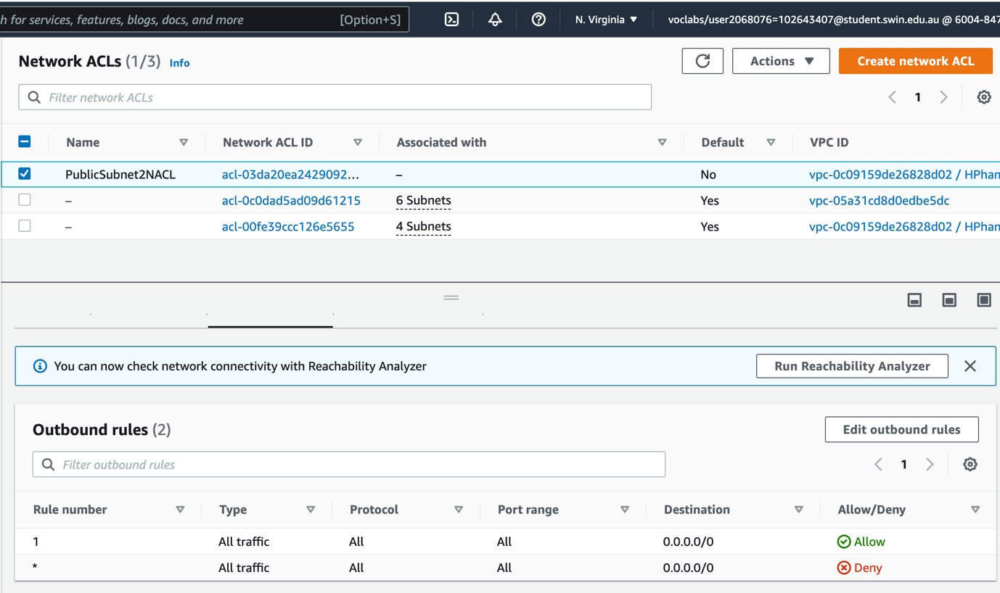 h for services, features, blogs, docs, and more [Option+S] N. Virginia ▼ voclabs/user2068076=102643407@student.swin.edu.au @ 6004-847
Network ACLs (1/3) Info Actions ▼ Create network ACL
Filter network ACLs 1
Name Network ACL ID Associated with Default VPC ID
PublicSubnet2NACL acl-03da20ea2429092… – No vpc-0c09159de26828d02 / HPhan
– acl-0c0dad5ad09d61215 6 Subnets Yes vpc-05a31cd8d0edbe5dc
– acl-00fe39ccc126e5655 4 Subnets Yes vpc-0c09159de26828d02 / HPhan
You can now check network connectivity with Reachability Analyzer Run Reachability Analyzer
Outbound rules (2) Edit outbound rules
Filter outbound rules 1
Rule number Type Protocol Port range Destination Allow/Deny
1 All traffic All All 0.0.0.0/0 Allow
* All traffic All All 0.0.0.0/0 Deny